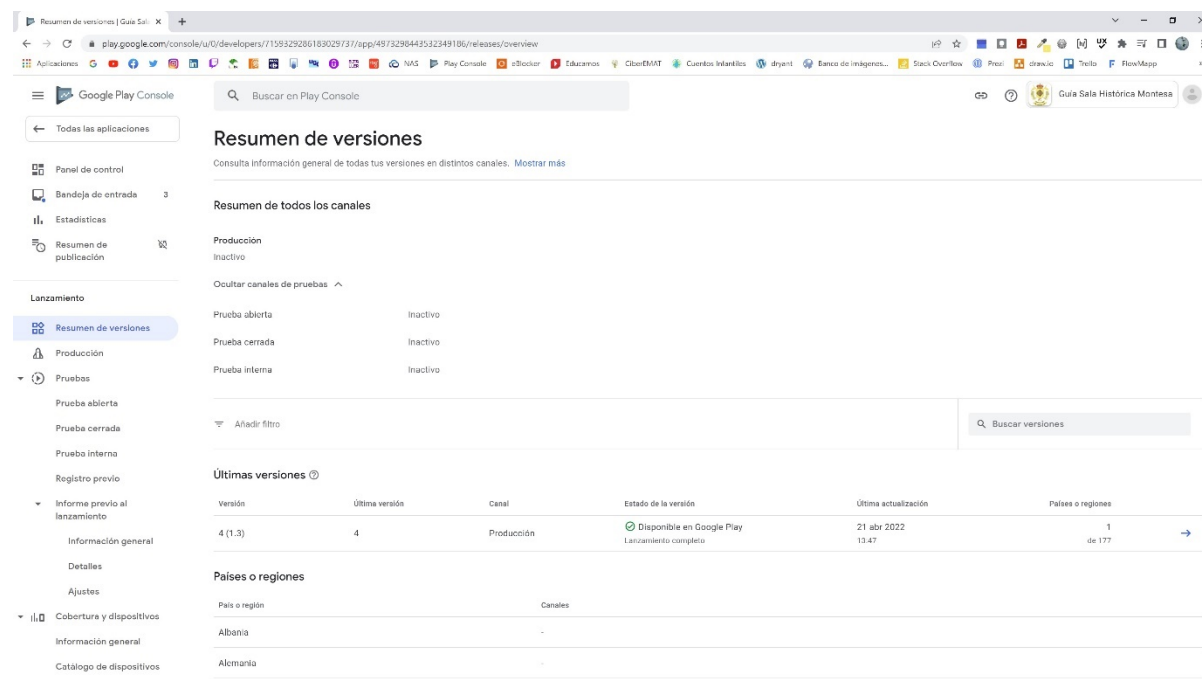 Resumen de versiones | Guía Sal
play.google.com/console/u/0/developers/7159329286183029737/app/4973298443532349186/releases/overview
Aplicaciones
NAS
Play Console
eBlocker
Educamos
CiberEMAT
Cuentos Infantiles
dryant
Banco de imágenes...
Stack Overflow
Prezi
draw.io
Trello
FlowMapp
Google Play Console
Buscar en Play Console
Guía Sala Histórica Montesa
Todas las aplicaciones
Panel de control
Bandeja de entrada 3
Estadísticas
Resumen de
publicación
Lanzamiento
Resumen de versiones
Producción
Pruebas
Prueba abierta
Prueba cerrada
Prueba interna
Registro previo
Informe previo al
lanzamiento
Información general
Detalles
Ajustes
Cobertura y dispositivos
Información general
Catálogo de dispositivos
Resumen de versiones
Consulta información general de todas tus versiones en distintos canales. Mostrar más
Resumen de todos los canales
Producción
Inactivo
Ocultar canales de pruebas
Prueba abierta Inactivo
Prueba cerrada Inactivo
Prueba interna Inactivo
Añadir filtro
Buscar versiones
Últimas versiones
Versión Última versión Canal Estado de la versión Última actualización Países o regiones
4 (1.3) 4 Producción Disponible en Google Play 21 abr 2022 1
Lanzamiento completo 13:47 de 177
Países o regiones
País o región Canales
Albania -
Alemania -